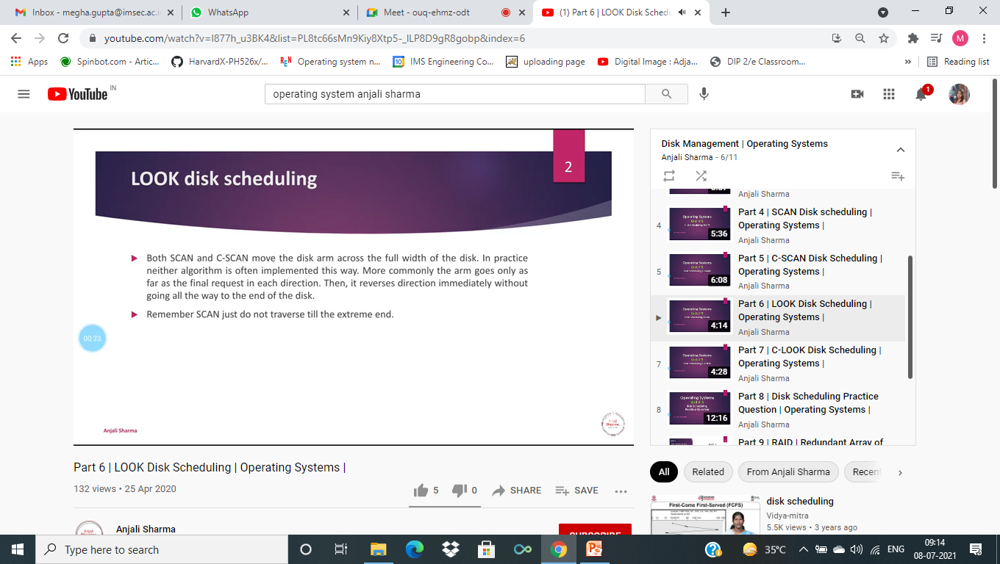 Inbox - megha.gupta@imsec.ac.i
WhatsApp
Meet - ouq-ehmz-odt
(1) Part 6 | LOOK Disk Schedu
youtube.com/watch?v=I877h_u3BK4&list=PL8tc66sMn9Kiy8Xtp5-_lLP8D9gR8gobp&index=6
M
Apps
Spinbot.com - Artic...
HarvardX-PH526x/...
Operating system n...
IMS Engineering Co...
uploading page
Digital Image : Adja...
DIP 2/e Classroom...
»
Reading list
YouTube IN
operating system anjali sharma
1
LOOK disk scheduling
2
Both SCAN and C-SCAN move the disk arm across the full width of the disk. In practice
neither algorithm is often implemented this way. More commonly the arm goes only as
far as the final request in each direction. Then, it reverses direction immediately without
going all the way to the end of the disk.
Remember SCAN just do not traverse till the extreme end.
00:23
Anjali Sharma
Part 6 | LOOK Disk Scheduling | Operating Systems |
132 views • 25 Apr 2020
5
0
SHARE
SAVE
Anjali Sharma
SUBSCRIBE
Disk Management | Operating Systems
Anjali Sharma - 6/11
Anjali Sharma
4
5:36
Part 4 | SCAN Disk scheduling |
Operating Systems |
Anjali Sharma
5
6:08
Part 5 | C-SCAN Disk Scheduling |
Operating Systems |
Anjali Sharma
4:14
Part 6 | LOOK Disk Scheduling |
Operating Systems |
Anjali Sharma
7
4:28
Part 7 | C-LOOK Disk Scheduling |
Operating Systems |
Anjali Sharma
8
12:16
Part 8 | Disk Scheduling Practice
Question | Operating Systems |
Anjali Sharma
Part 9 | RAID | Redundant Array of
All
Related
From Anjali Sharma
Recent
First-Come First-Served (FCFS)
disk scheduling
Vidya-mitra
5.5K views • 3 years ago
Type here to search
35°C
ENG
09:14
08-07-2021